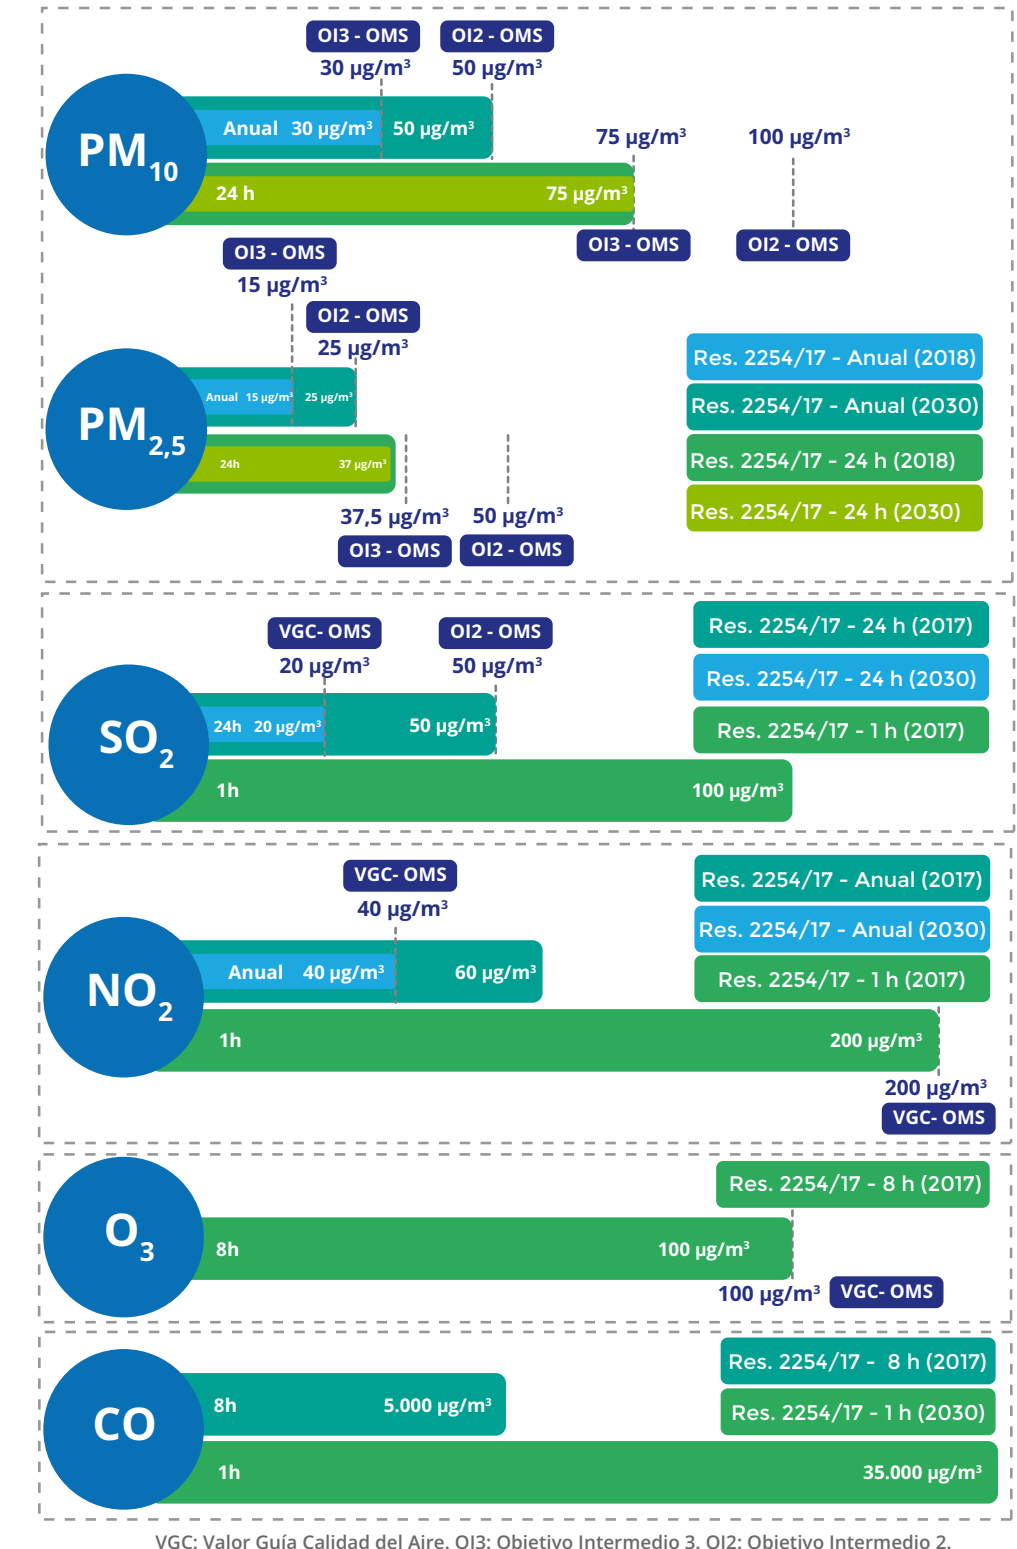 OI3 - OMS
OI2 - OMS
30 µg/m³
50 µg/m³
PM10
Anual 30 µg/m³ 50 µg/m³
75 µg/m³
100 µg/m³
24 h 75 µg/m³
OI3 - OMS
OI2 - OMS
OI3 - OMS
15 µg/m³
OI2 - OMS
25 µg/m³
PM2,5
Anual 15 µg/m³ 25 µg/m³
24h 37 µg/m³
37,5 µg/m³
50 µg/m³
OI3 - OMS
OI2 - OMS
Res. 2254/17 - Anual (2018)
Res. 2254/17 - Anual (2030)
Res. 2254/17 - 24 h (2018)
Res. 2254/17 - 24 h (2030)
VGC- OMS
OI2 - OMS
20 µg/m³
50 µg/m³
SO2
24h 20 µg/m³ 50 µg/m³
1h 100 µg/m³
Res. 2254/17 - 24 h (2017)
Res. 2254/17 - 24 h (2030)
Res. 2254/17 - 1 h (2017)
VGC- OMS
40 µg/m³
NO2
Anual 40 µg/m³ 60 µg/m³
1h 200 µg/m³
Res. 2254/17 - Anual (2017)
Res. 2254/17 - Anual (2030)
Res. 2254/17 - 1 h (2017)
200 µg/m³
VGC- OMS
Res. 2254/17 - 8 h (2017)
O3
8h 100 µg/m³
100 µg/m³ VGC- OMS
CO
8h 5.000 µg/m³
1h 35.000 µg/m³
Res. 2254/17 - 8 h (2017)
Res. 2254/17 - 1 h (2030)
VGC: Valor Guía Calidad del Aire. OI3: Objetivo Intermedio 3. OI2: Objetivo Intermedio 2.